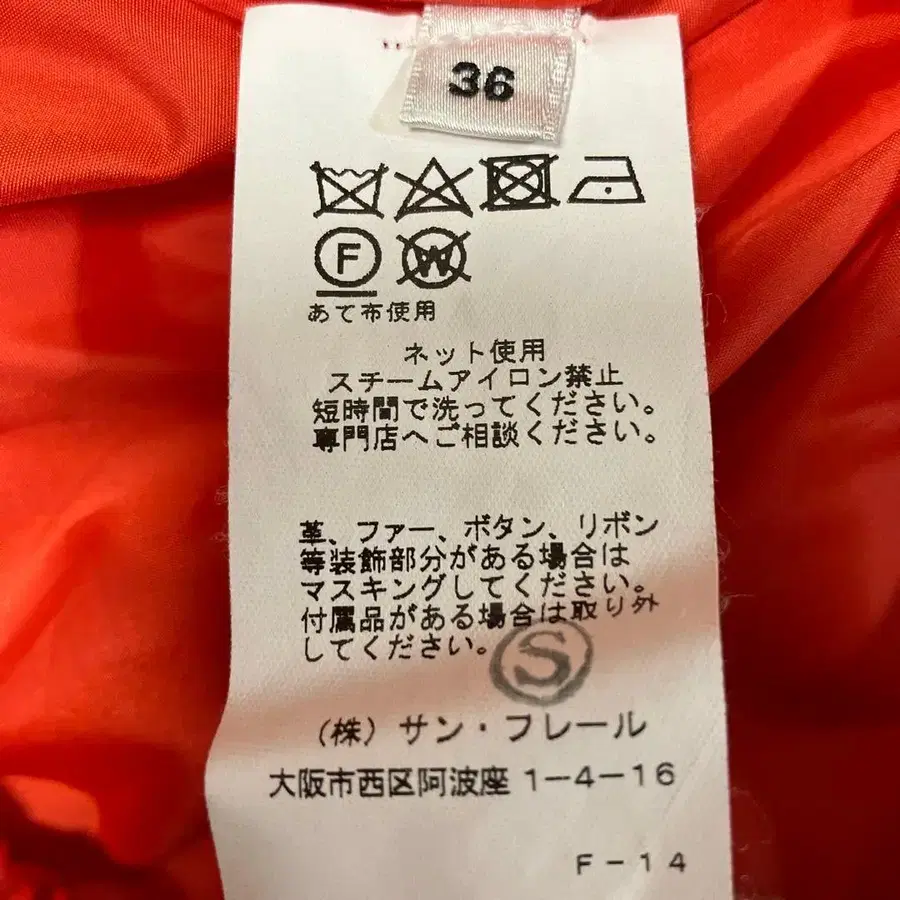 36
F W
あて布使用
ネット使用
スチームアイロン禁止
短時間で洗ってください。
専門店へご相談ください。
革、ファー、ボタン、リボン
等装飾部分がある場合は
マスキングしてください。
付属品がある場合は取り外
してください。
S
(株) サン・フレール
大阪市西区阿波座 1-4-16
F-14